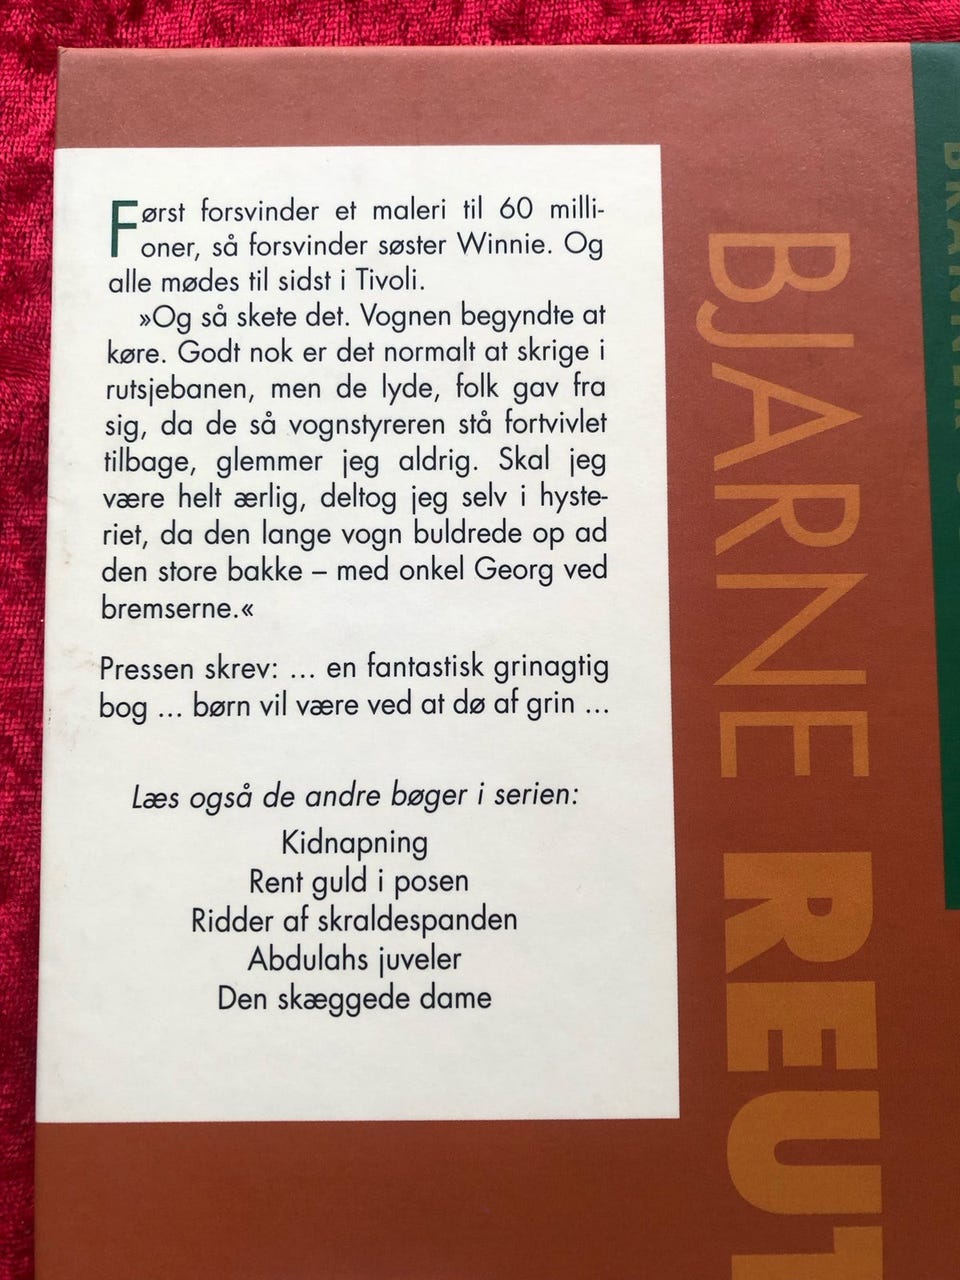 Først forsvinder et maleri til 60 milli-
oner, så forsvinder søster Winnie. Og
alle mødes til sidst i Tivoli.
»Og så skete det. Vognen begyndte at
køre. Godt nok er det normalt at skrige i
rutsjebanen, men de lyde, folk gav fra
sig, da de så vognstyreren stå fortvivlet
tilbage, glemmer jeg aldrig. Skal jeg
være helt ærlig, deltog jeg selv i hyste-
riet, da den lange vogn buldrede op ad
den store bakke – med onkel Georg ved
bremserne.«
Pressen skrev: ... en fantastisk grinagtig
bog ... børn vil være ved at dø af grin ...
Læs også de andre bøger i serien:
Kidnapning
Rent guld i posen
Ridder af skraldespanden
Abdulahs juveler
Den skæggede dame
BJARNE REUT